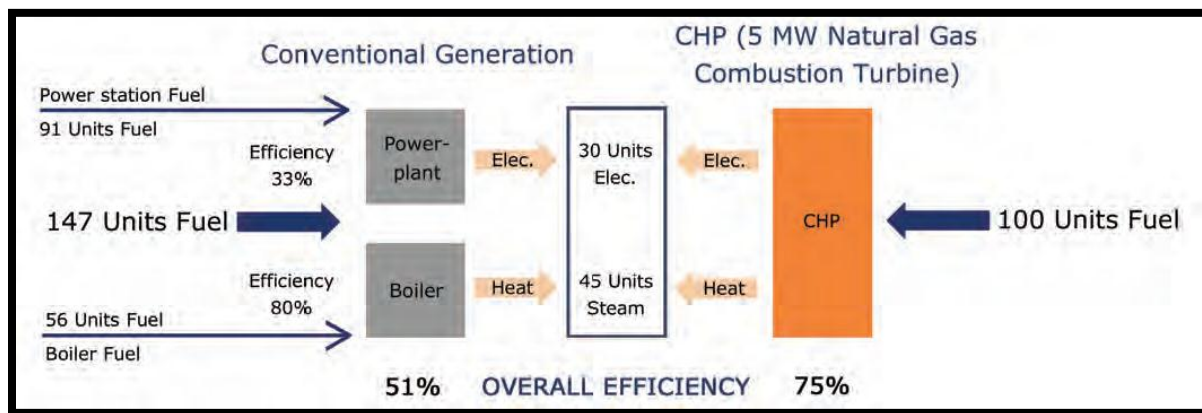 Conventional Generation
CHP (5 MW Natural Gas
Combustion Turbine)
Power station Fuel
91 Units Fuel
Efficiency
33%
Power-
plant
Elec.
30 Units
Elec.
Elec.
147 Units Fuel
CHP
100 Units Fuel
Efficiency
80%
Boiler
Heat
45 Units
Steam
Heat
56 Units Fuel
Boiler Fuel
51% OVERALL EFFICIENCY 75%